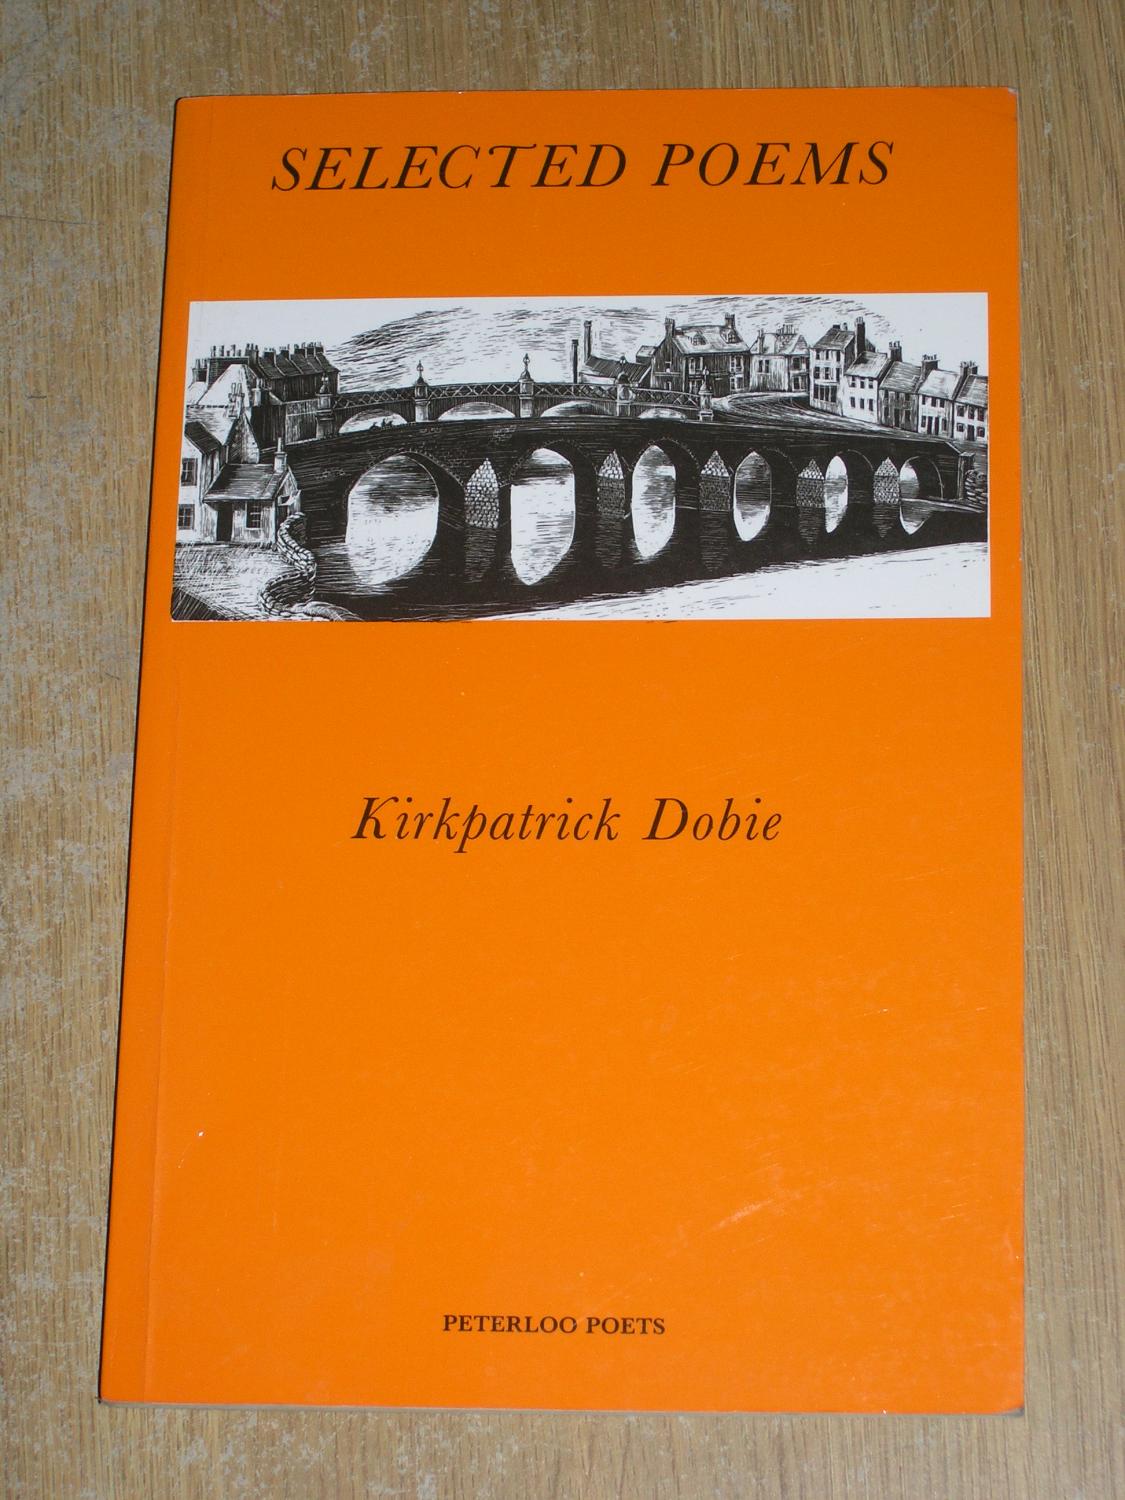 SELECTED POEMS
Kirkpatrick Dobie
PETERLOO POETS